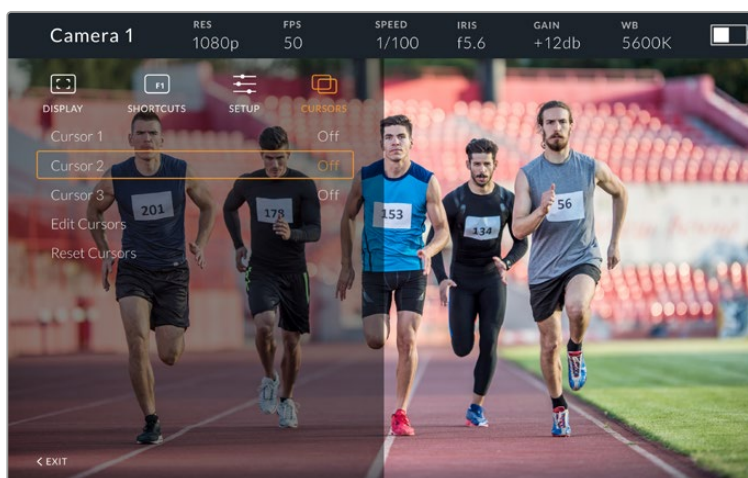 Camera 1
RES
1080p
FPS
50
SPEED
1/100
IRIS
f5.6
GAIN
+12db
WB
5600K
F1
DISPLAY
SHORTCUTS
SETUP
CURSORS
Cursor 1 Off
Cursor 2 Off
Cursor 3 Off
Edit Cursors
Reset Cursors
201
178
153
134
56
< EXIT